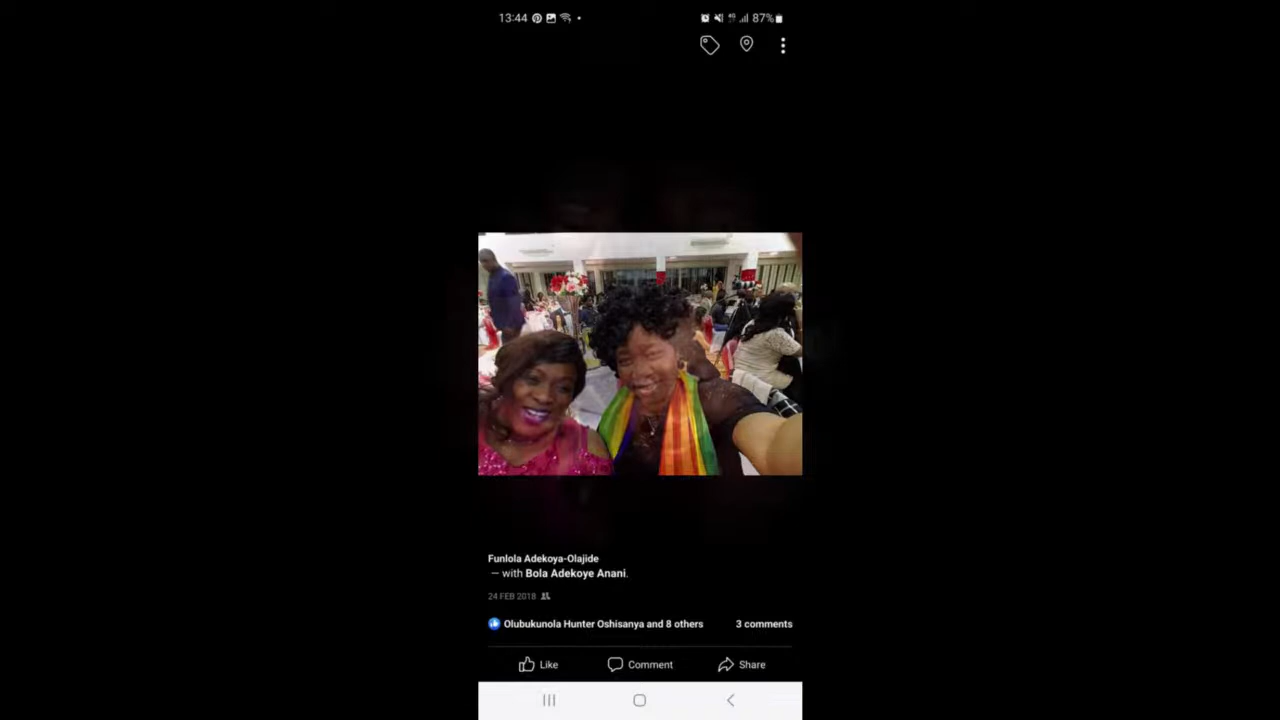 13:44 4G 87%
Funlola Adekoya-Olajide
— with Bola Adekoye Anani.
24 FEB 2018
Olubukunola Hunter Oshisanya and 8 others 3 comments
Like Comment Share